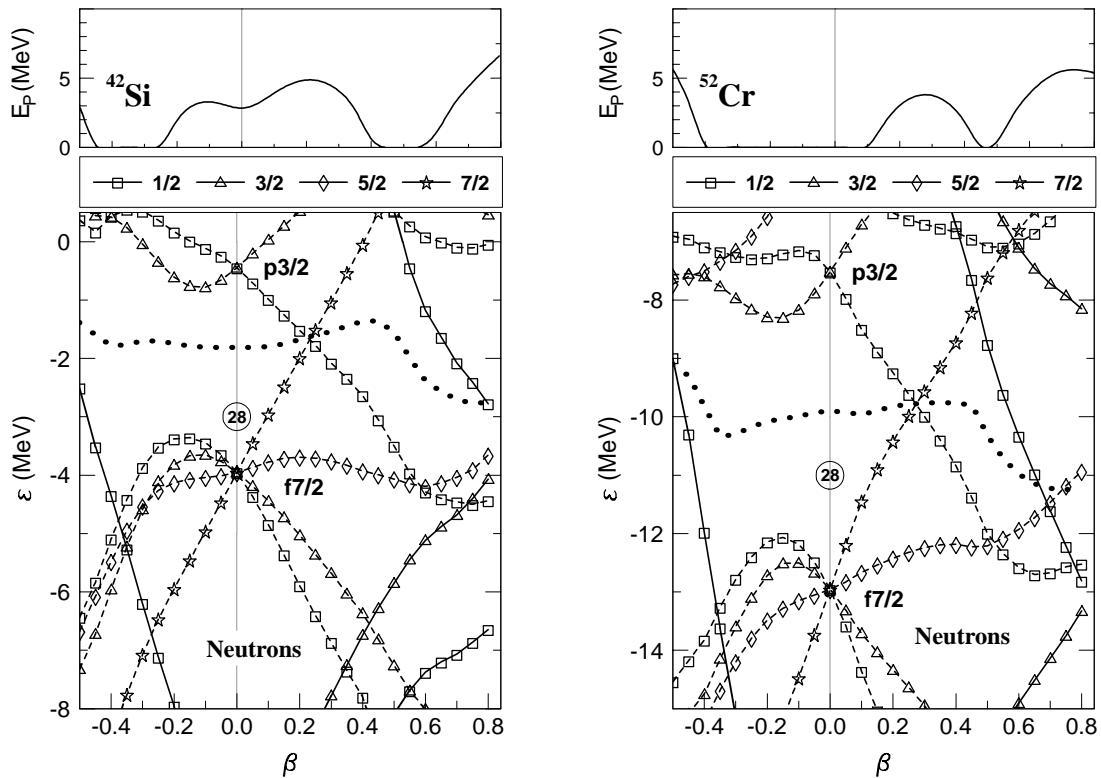 E_P (MeV)
10
5
0
⁴²Si
1/2 3/2 5/2 7/2
0
-2
-4
-6
-8
ε (MeV)
p3/2
28
f7/2
Neutrons
-0.4 -0.2 0.0 0.2 0.4 0.6 0.8
β
E_P (MeV)
10
5
0
⁵²Cr
1/2 3/2 5/2 7/2
-8
-10
-12
-14
ε (MeV)
p3/2
28
f7/2
Neutrons
-0.4 -0.2 0.0 0.2 0.4 0.6 0.8
β